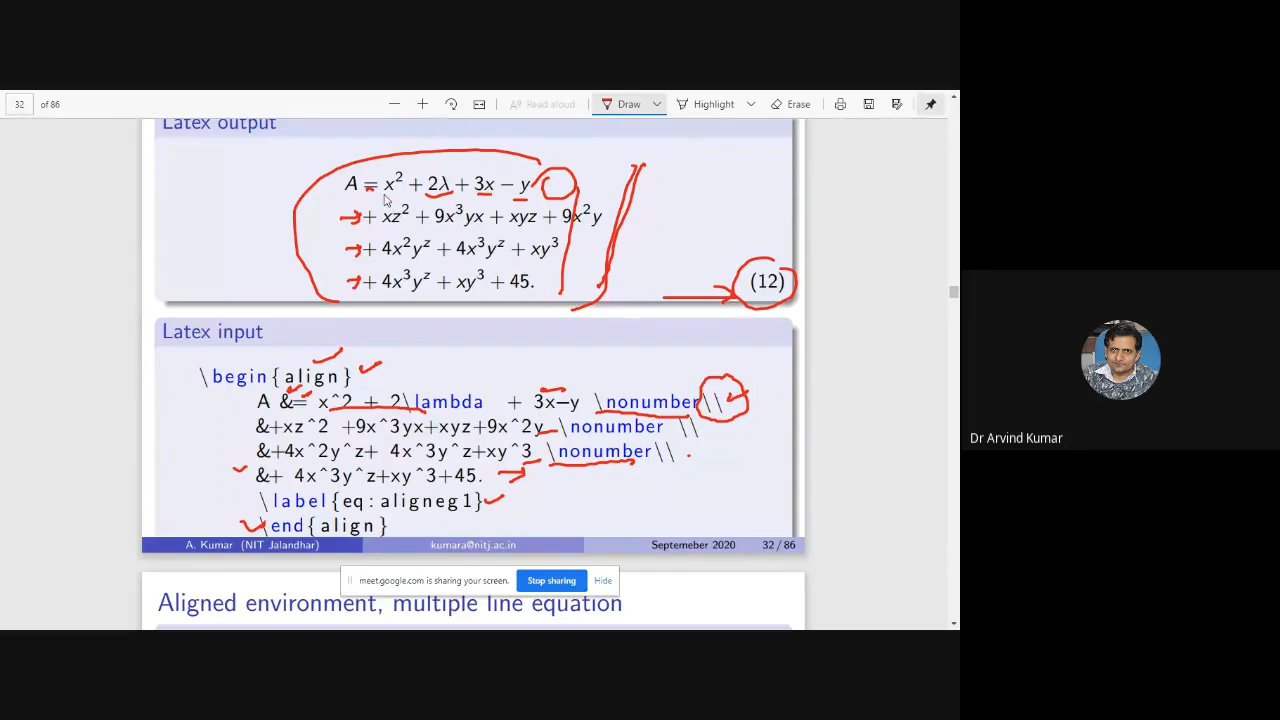 32 of 86 Read aloud Draw Highlight Erase
Latex output
A = x² + 2λ + 3x − y
+ xz² + 9x³yx + xyz + 9x²y
+ 4x²yᶻ + 4x³yᶻ + xy³
+ 4x³yᶻ + xy³ + 45. (12)
Latex input
\begin{align}
A &= x^2 + 2\lambda + 3x−y \nonumber\\
&+xz^2 +9x^3yx+xyz+9x^2y \nonumber \\
&+4x^2y^z+ 4x^3y^z+xy^3 \nonumber\\
&+ 4x^3y^z+xy^3+45.
\label{eq:aligneg1}
\end{align}
A. Kumar (NIT Jalandhar) kumara@nitj.ac.in Septemeber 2020 32 / 86
meet.google.com is sharing your screen. Stop sharing Hide
Aligned environment, multiple line equation
Dr Arvind Kumar